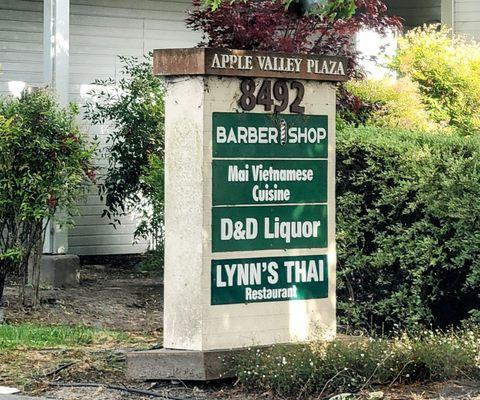 APPLE VALLEY PLAZA
8492
BARBER SHOP
Mai Vietnamese
Cuisine
D&D Liquor
LYNN'S THAI
Restaurant